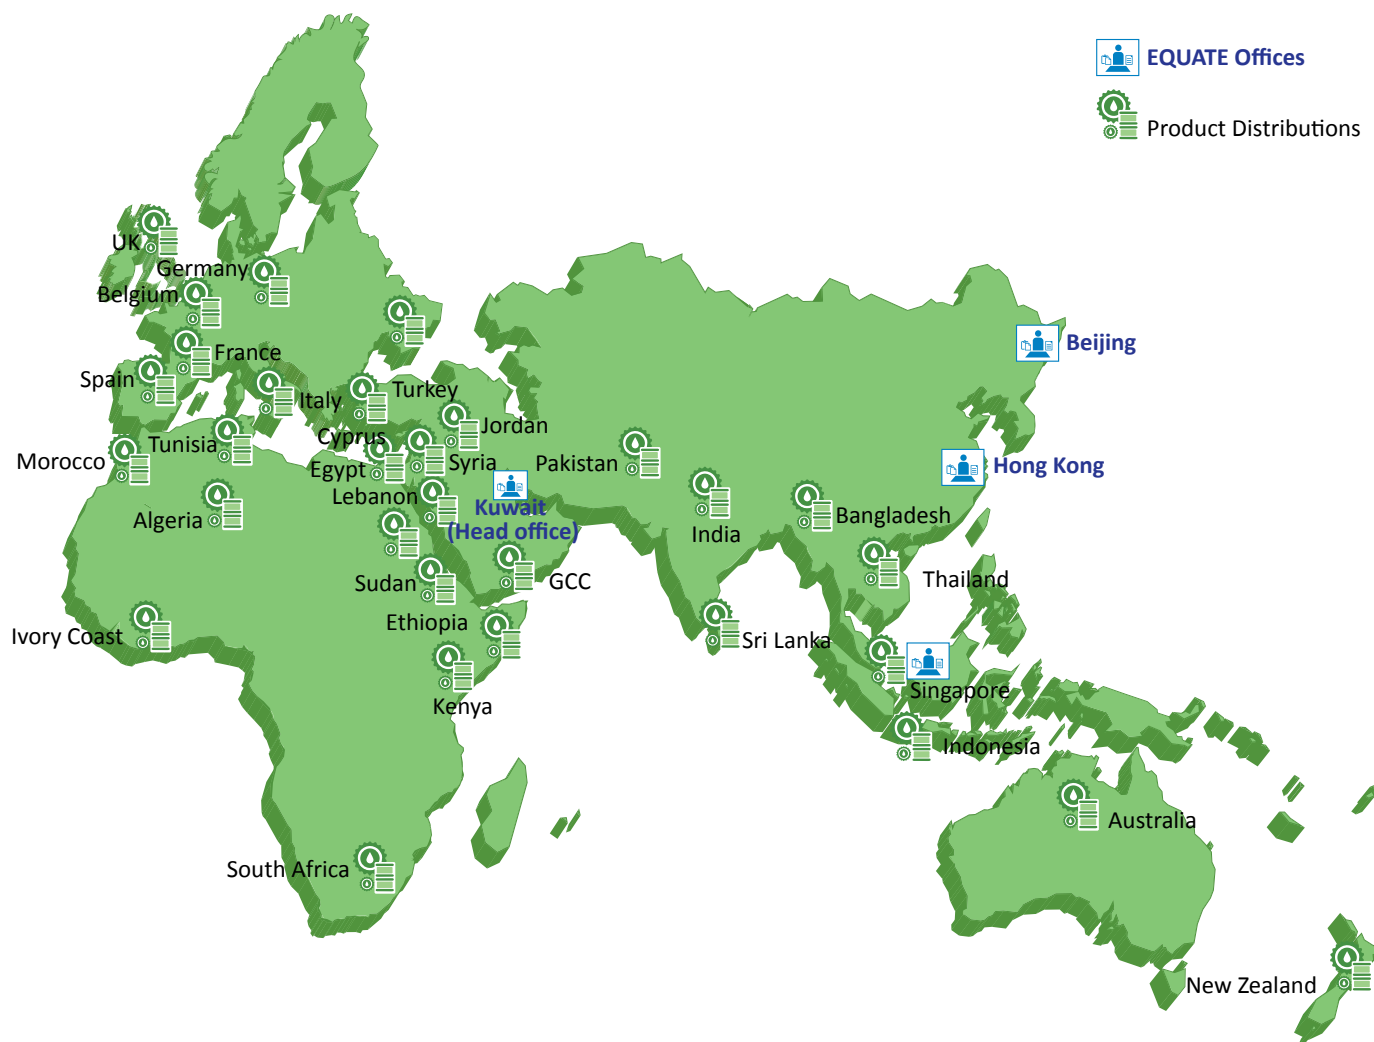 EQUATE Offices
Product Distributions
UK
Germany
Belgium
France
Spain
Italy
Turkey
Beijing
Jordan
Cyprus
Tunisia
Morocco
Egypt
Syria
Pakistan
Hong Kong
Lebanon
Kuwait
(Head office)
Algeria
India
Bangladesh
Sudan
GCC
Thailand
Ethiopia
Ivory Coast
Sri Lanka
Kenya
Singapore
Indonesia
Australia
South Africa
New Zealand